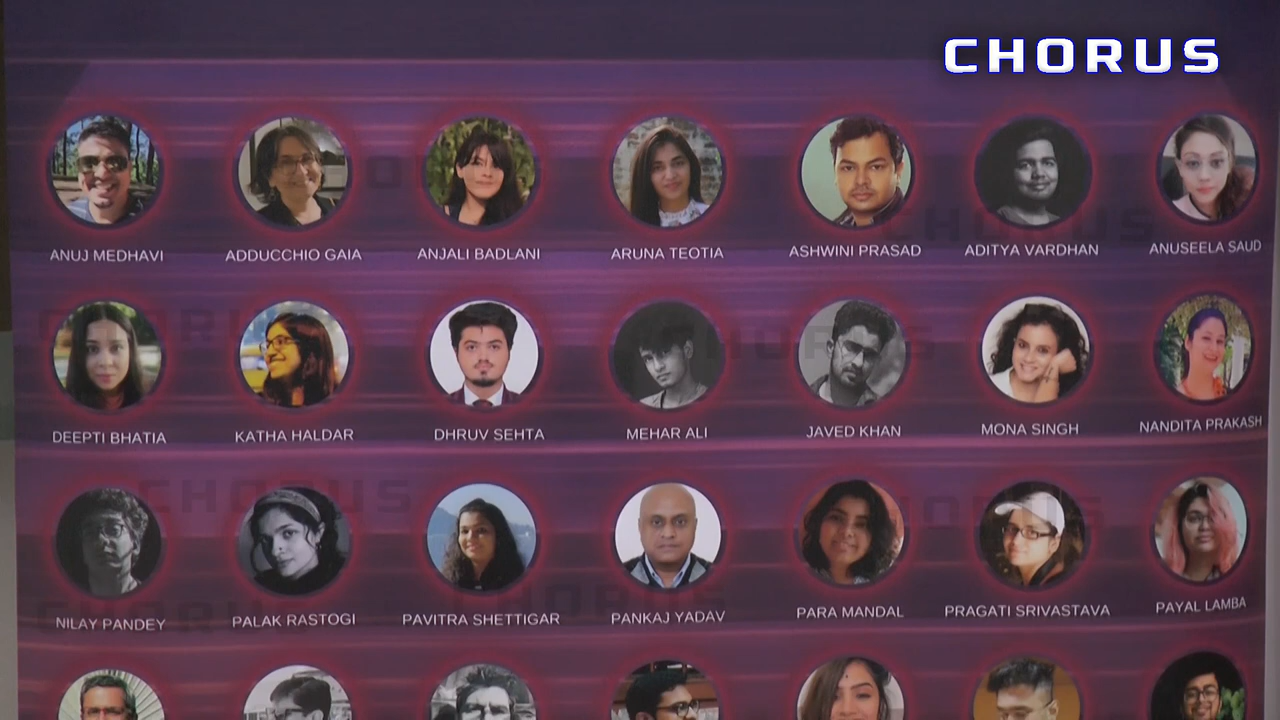 CHORUS
ANUJ MEDHAVI ADDUCCHIO GAIA ANJALI BADLANI ARUNA TEOTIA ASHWINI PRASAD ADITYA VARDHAN ANUSEELA SAUD
DEEPTI BHATIA KATHA HALDAR DHRUV SEHTA MEHAR ALI JAVED KHAN MONA SINGH NANDITA PRAKASH
NILAY PANDEY PALAK RASTOGI PAVITRA SHETTIGAR PANKAJ YADAV PARA MANDAL PRAGATI SRIVASTAVA PAYAL LAMBA